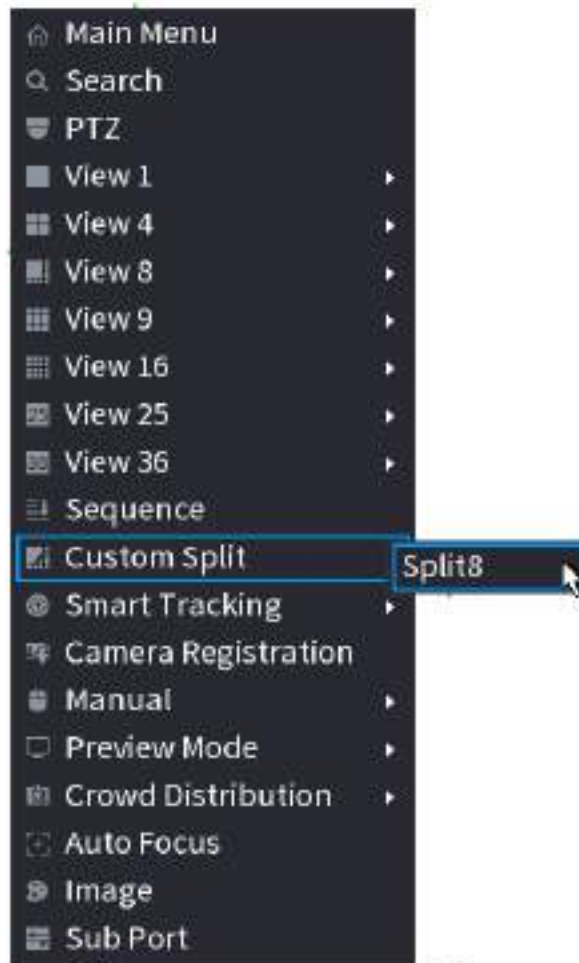 Main Menu
Search
PTZ
View 1
View 4
View 8
View 9
View 16
View 25
View 36
Sequence
Custom Split
Split8
Smart Tracking
Camera Registration
Manual
Preview Mode
Crowd Distribution
Auto Focus
Image
Sub Port